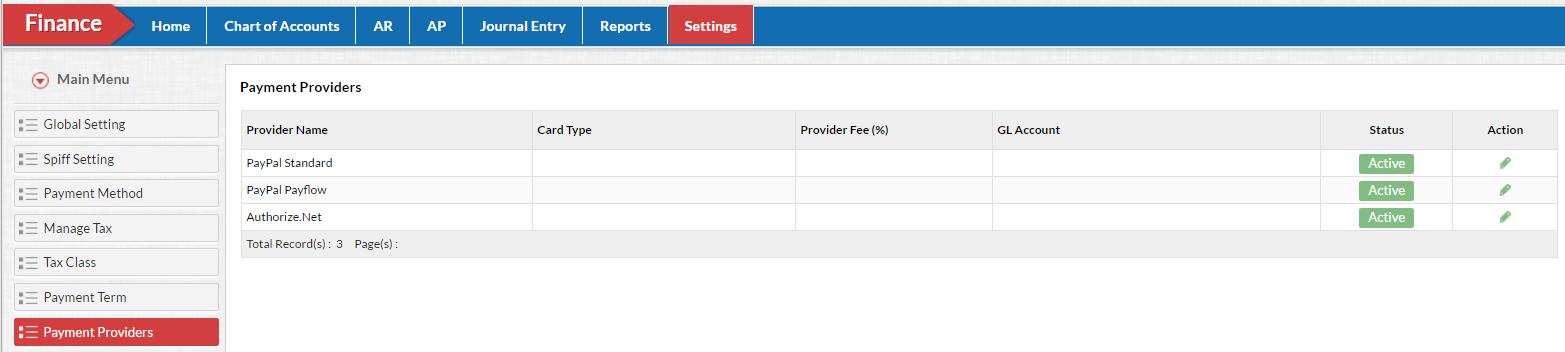 Finance Home Chart of Accounts AR AP Journal Entry Reports Settings
Main Menu
Global Setting
Spiff Setting
Payment Method
Manage Tax
Tax Class
Payment Term
Payment Providers
Payment Providers
Provider Name Card Type Provider Fee (%) GL Account Status Action
PayPal Standard Active
PayPal Payflow Active
Authorize.Net Active
Total Record(s) : 3 Page(s) :